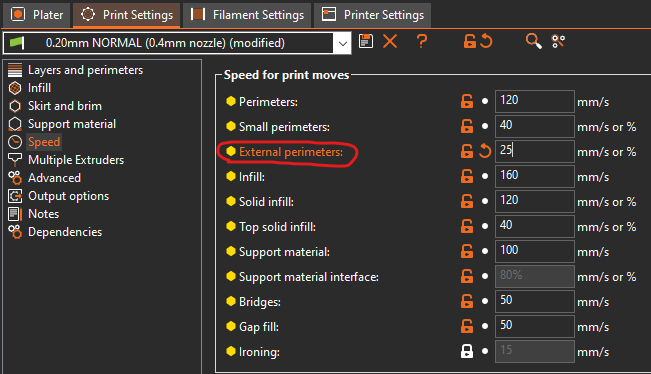 Plater Print Settings Filament Settings Printer Settings
0.20mm NORMAL (0.4mm nozzle) (modified)
?
Layers and perimeters
Infill
Skirt and brim
Support material
Speed
Multiple Extruders
Advanced
Output options
Notes
Dependencies
Speed for print moves
Perimeters: 120 mm/s
Small perimeters: 40 mm/s or %
External perimeters: 25 mm/s or %
Infill: 160 mm/s
Solid infill: 120 mm/s or %
Top solid infill: 40 mm/s or %
Support material: 100 mm/s
Support material interface: 80% mm/s or %
Bridges: 50 mm/s
Gap fill: 50 mm/s
Ironing: 15 mm/s